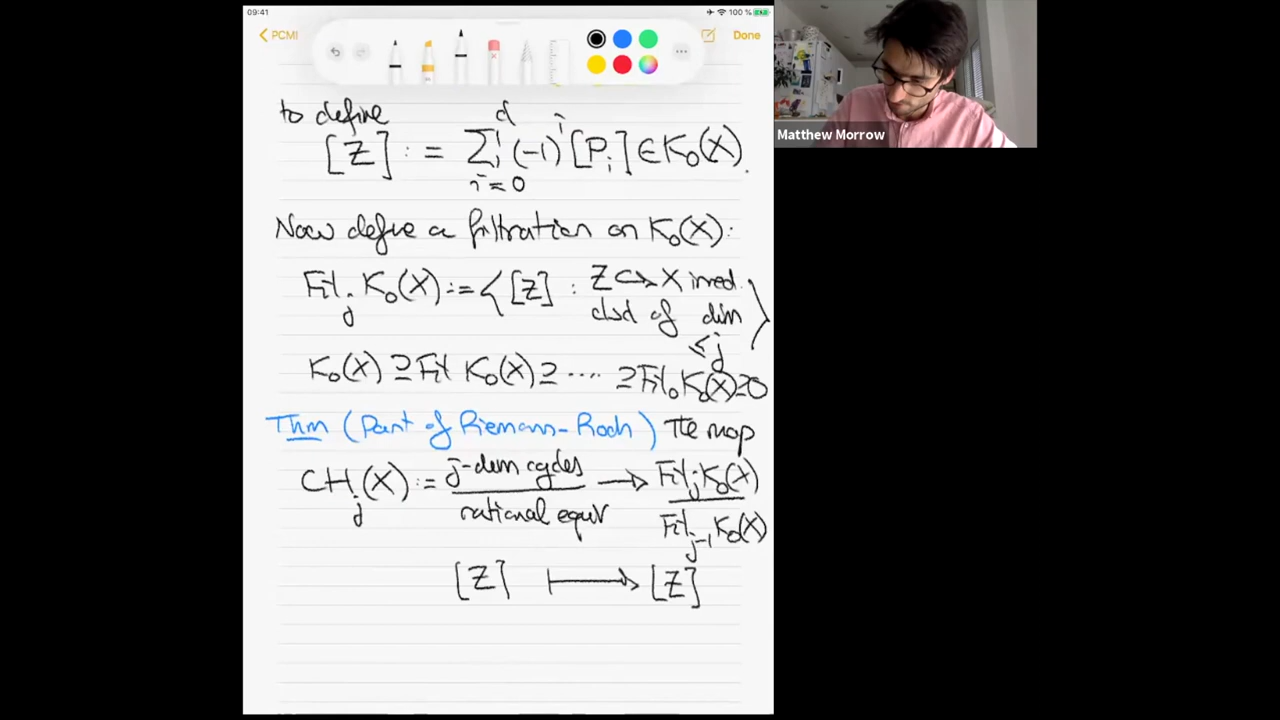 09:41
100 %
PCMI
Done
to define
[Z] := d Σ i=0 (-1)^i [P_i] ∈ K_0(X).
Now define a filtration on K_0(X):
Fil_j K_0(X) := < [Z] : Z ↪ X irred.
clsd of dim
≤ j >
K_0(X) ⊇ Fil K_0(X) ⊇ .... ⊇ Fil_0 K_0(X) ⊇ 0
Thm (Part of Riemann-Roch) The map
CH_j(X) := j-dim cycles / rational equiv → Fil_j K_0(X) / Fil_{j-1} K_0(X)
[Z] ⟼ [Z]
Matthew Morrow